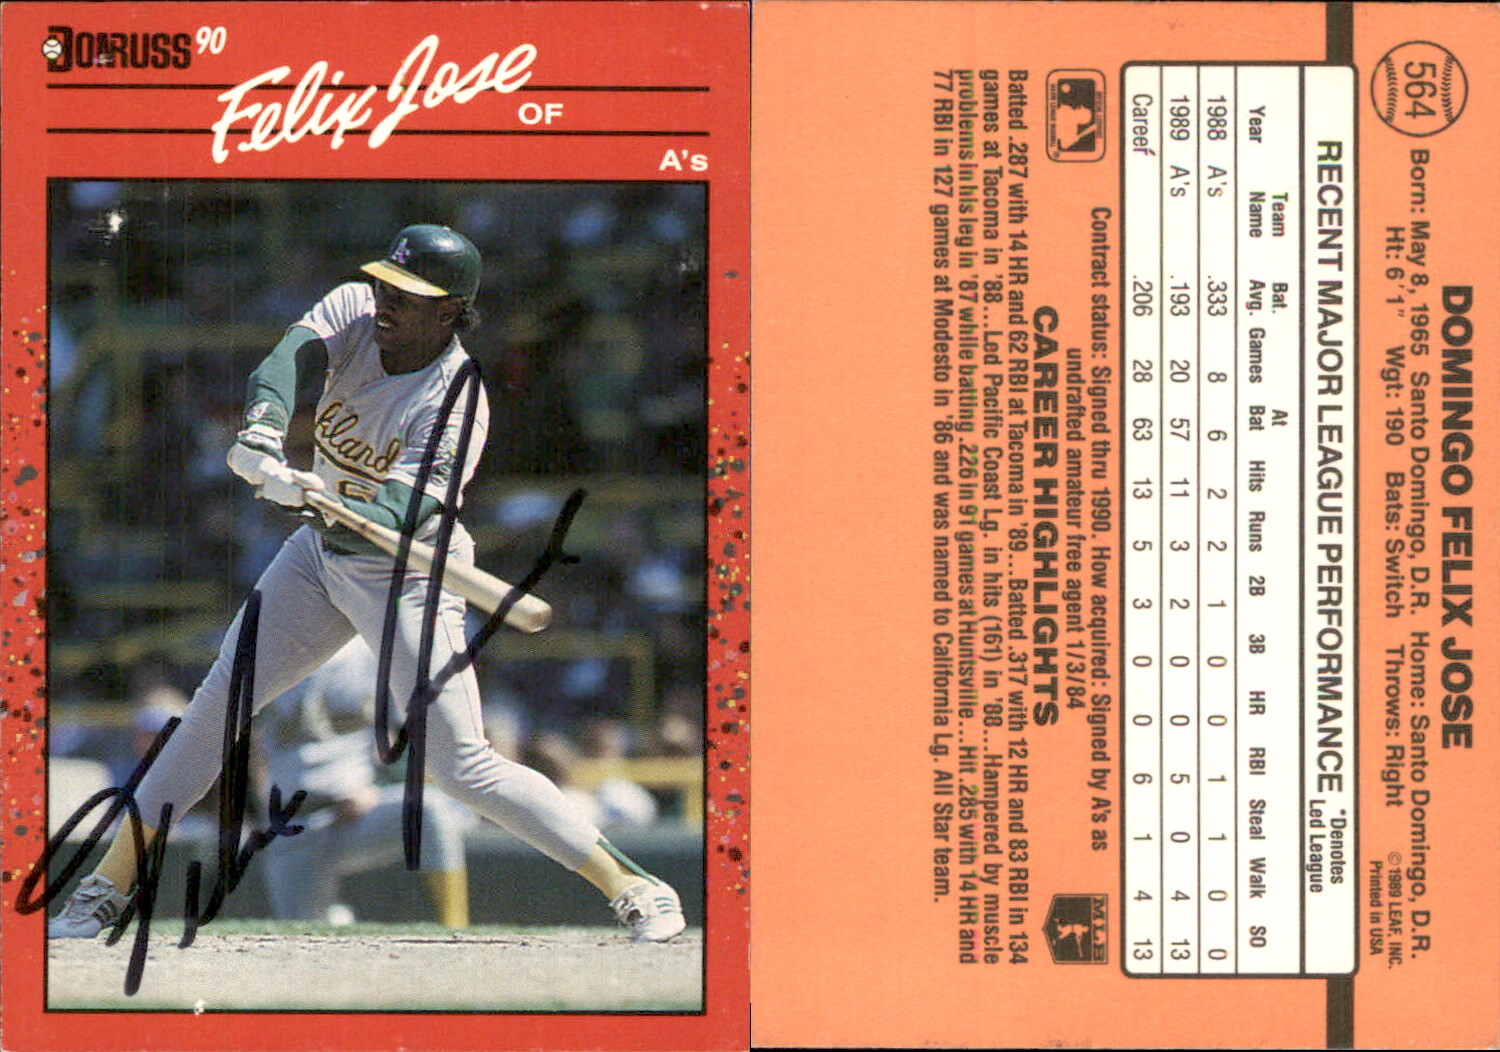 DONRUSS 90
Felix Jose
OF
A's
kland
564
DOMINGO FELIX JOSE
Born: May 8, 1965 Santo Domingo, D.R. Home: Santo Domingo, D.R.
Ht: 6'1" Wgt: 190 Bats: Switch Throws: Right
© 1989 LEAF, INC.
Printed in USA
RECENT MAJOR LEAGUE PERFORMANCE
*Denotes
Led League
Year Team Name Bat. Avg. Games At Bat Hits Runs 2B 3B HR RBI Steal Walk SO
1988 A's .333 8 6 2 2 1 0 0 1 1 0 0
1989 A's .193 20 57 11 3 2 0 0 5 0 4 13
Career .206 28 63 13 5 3 0 0 6 1 4 13
Contract status: Signed thru 1990. How acquired: Signed by A's as
undrafted amateur free agent 1/3/84
CAREER HIGHLIGHTS
MLB
Batted .287 with 14 HR and 62 RBI at Tacoma in '89...Batted .317 with 12 HR and 83 RBI in 134
games at Tacoma in '88...Led Pacific Coast Lg. in hits (161) in '88...Hampered by muscle
problems in his leg in '87 while batting .226 in 91 games at Huntsville...Hit .285 with 14 HR and
77 RBI in 127 games at Modesto in '86 and was named to California Lg. All Star team.